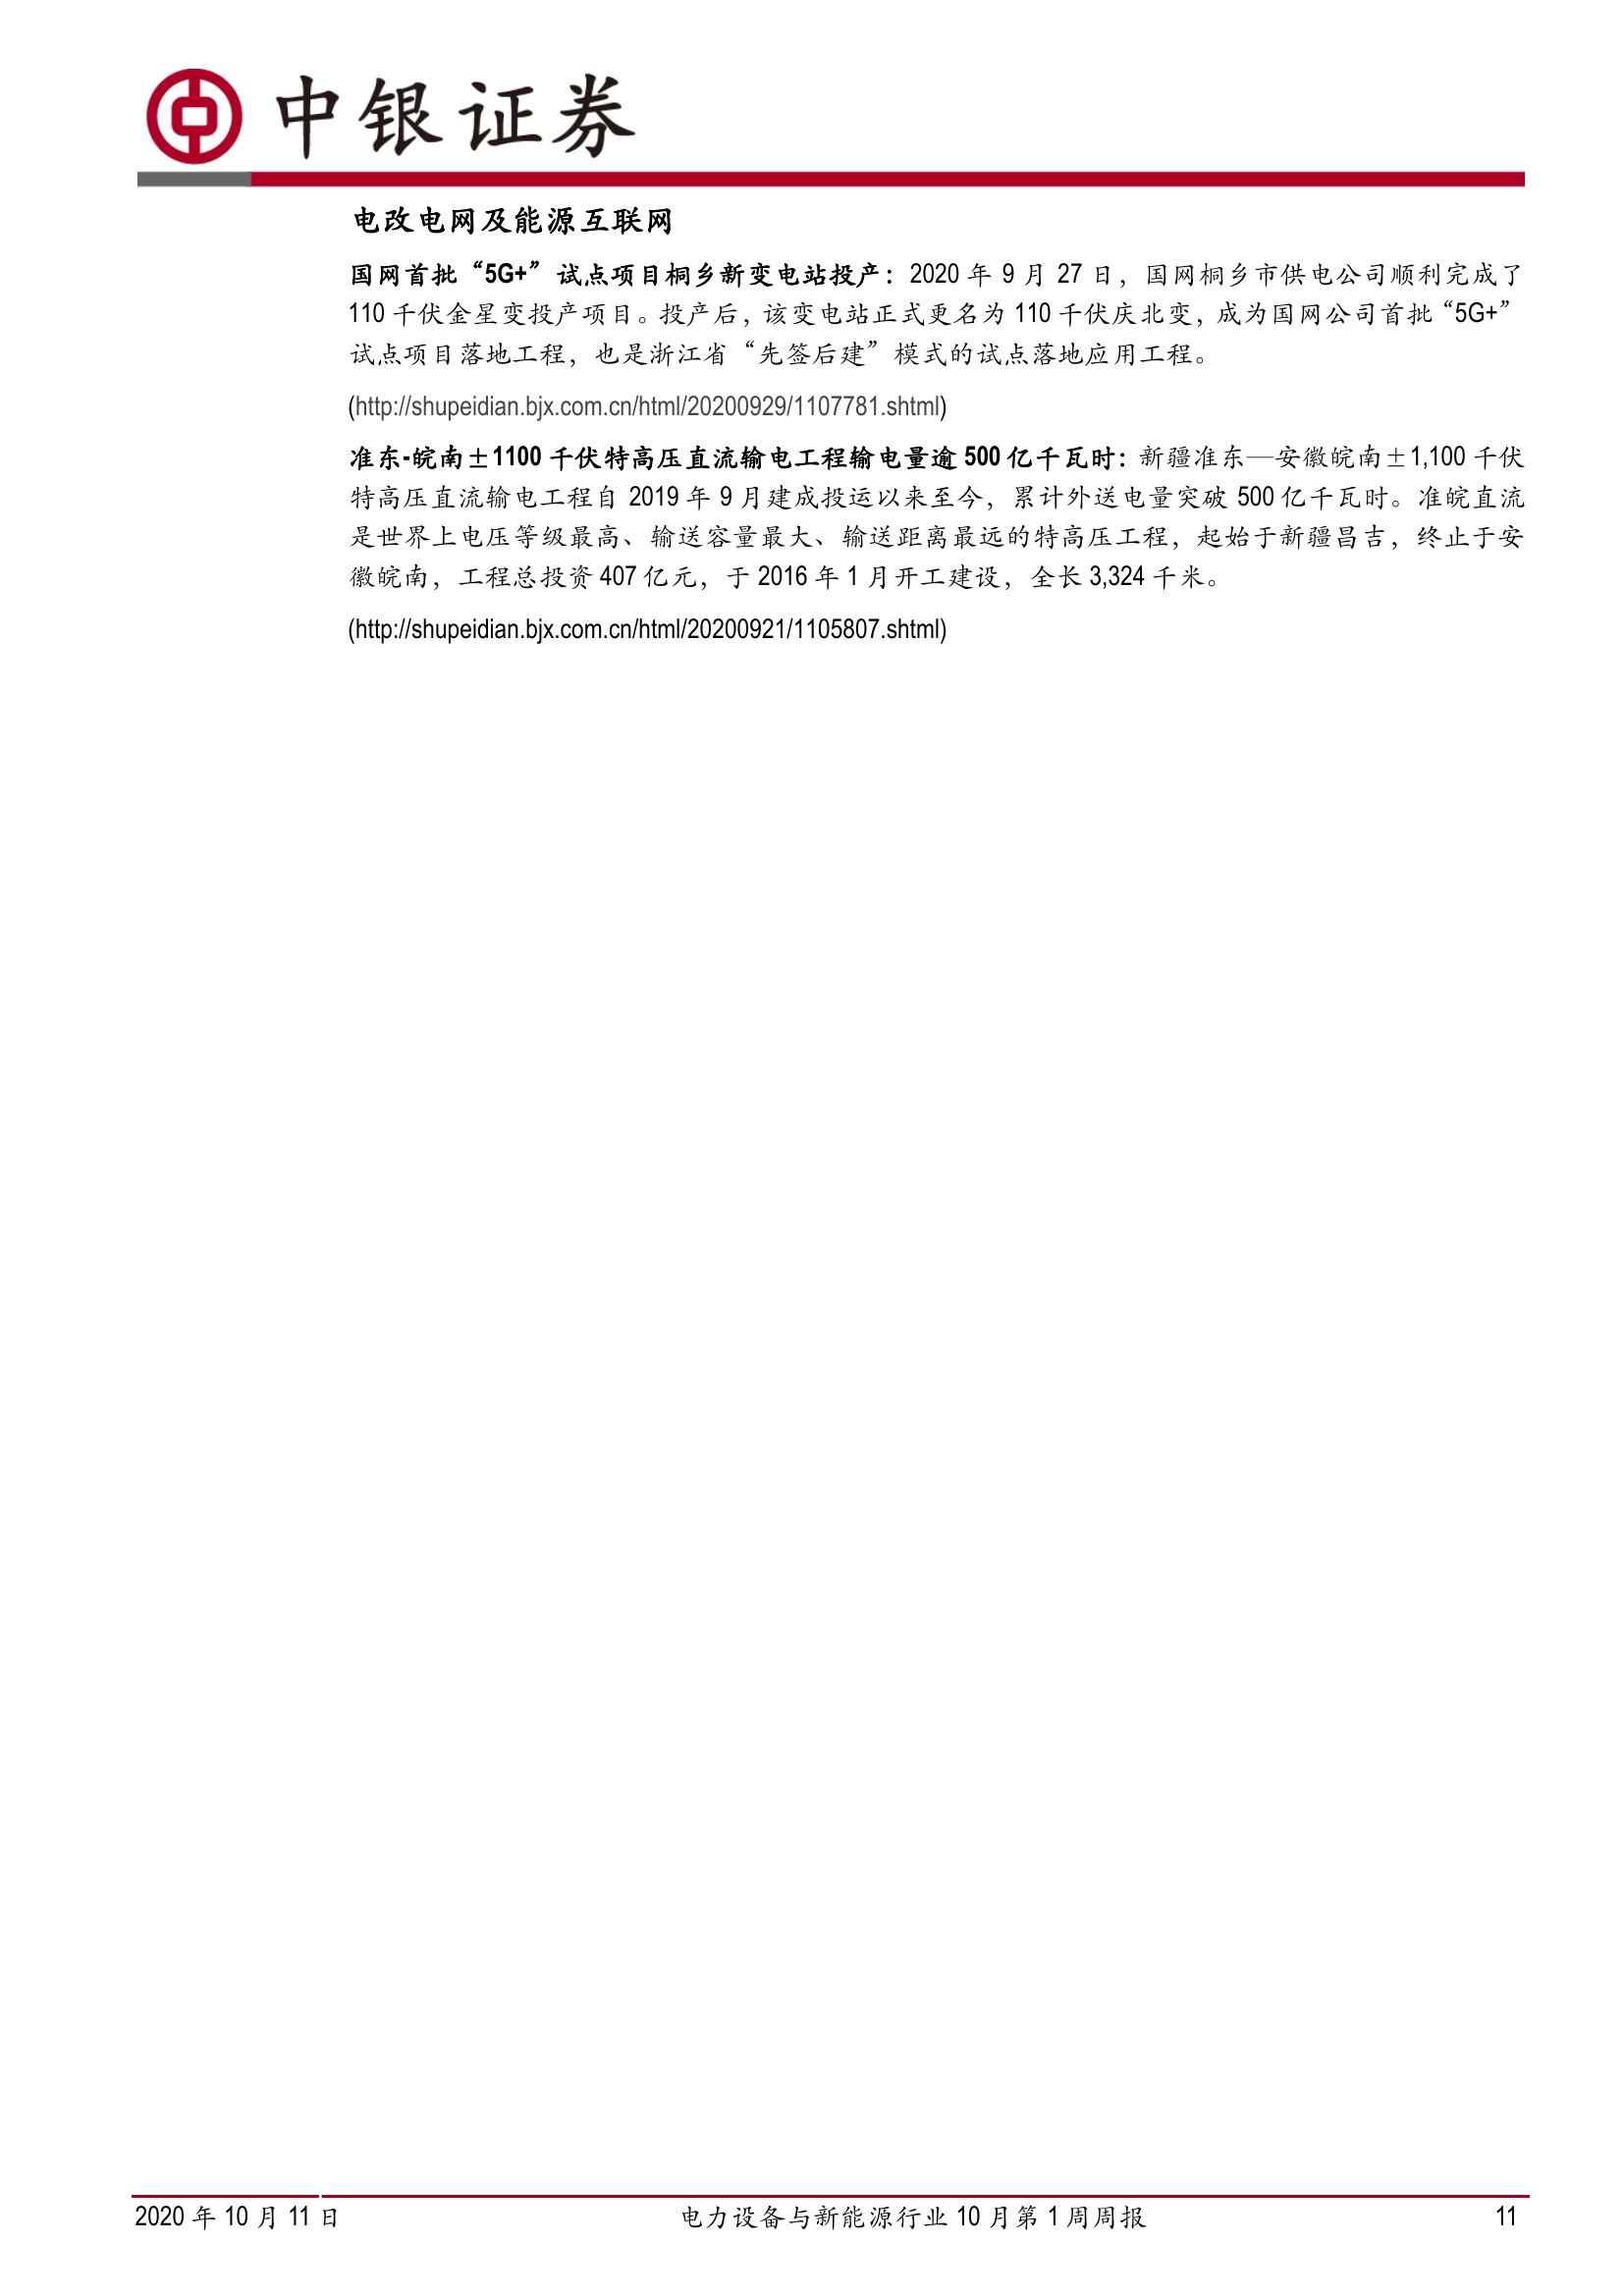 中银证券
电改电网及能源互联网
国网首批“5G+”试点项目桐乡新变电站投产：2020 年 9 月 27 日，国网桐乡市供电公司顺利完成了
110 千伏金星变投产项目。投产后，该变电站正式更名为 110 千伏庆北变，成为国网公司首批“5G+”
试点项目落地工程，也是浙江省“先签后建”模式的试点落地应用工程。
(http://shupeidian.bjx.com.cn/html/20200929/1107781.shtml)
准东-皖南±1100 千伏特高压直流输电工程输电量逾 500 亿千瓦时：新疆准东—安徽皖南±1,100 千伏
特高压直流输电工程自 2019 年 9 月建成投运以来至今，累计外送电量突破 500 亿千瓦时。准皖直流
是世界上电压等级最高、输送容量最大、输送距离最远的特高压工程，起始于新疆昌吉，终止于安
徽皖南，工程总投资 407 亿元，于 2016 年 1 月开工建设，全长 3,324 千米。
(http://shupeidian.bjx.com.cn/html/20200921/1105807.shtml)
2020 年 10 月 11 日 电力设备与新能源行业 10 月第 1 周周报 11